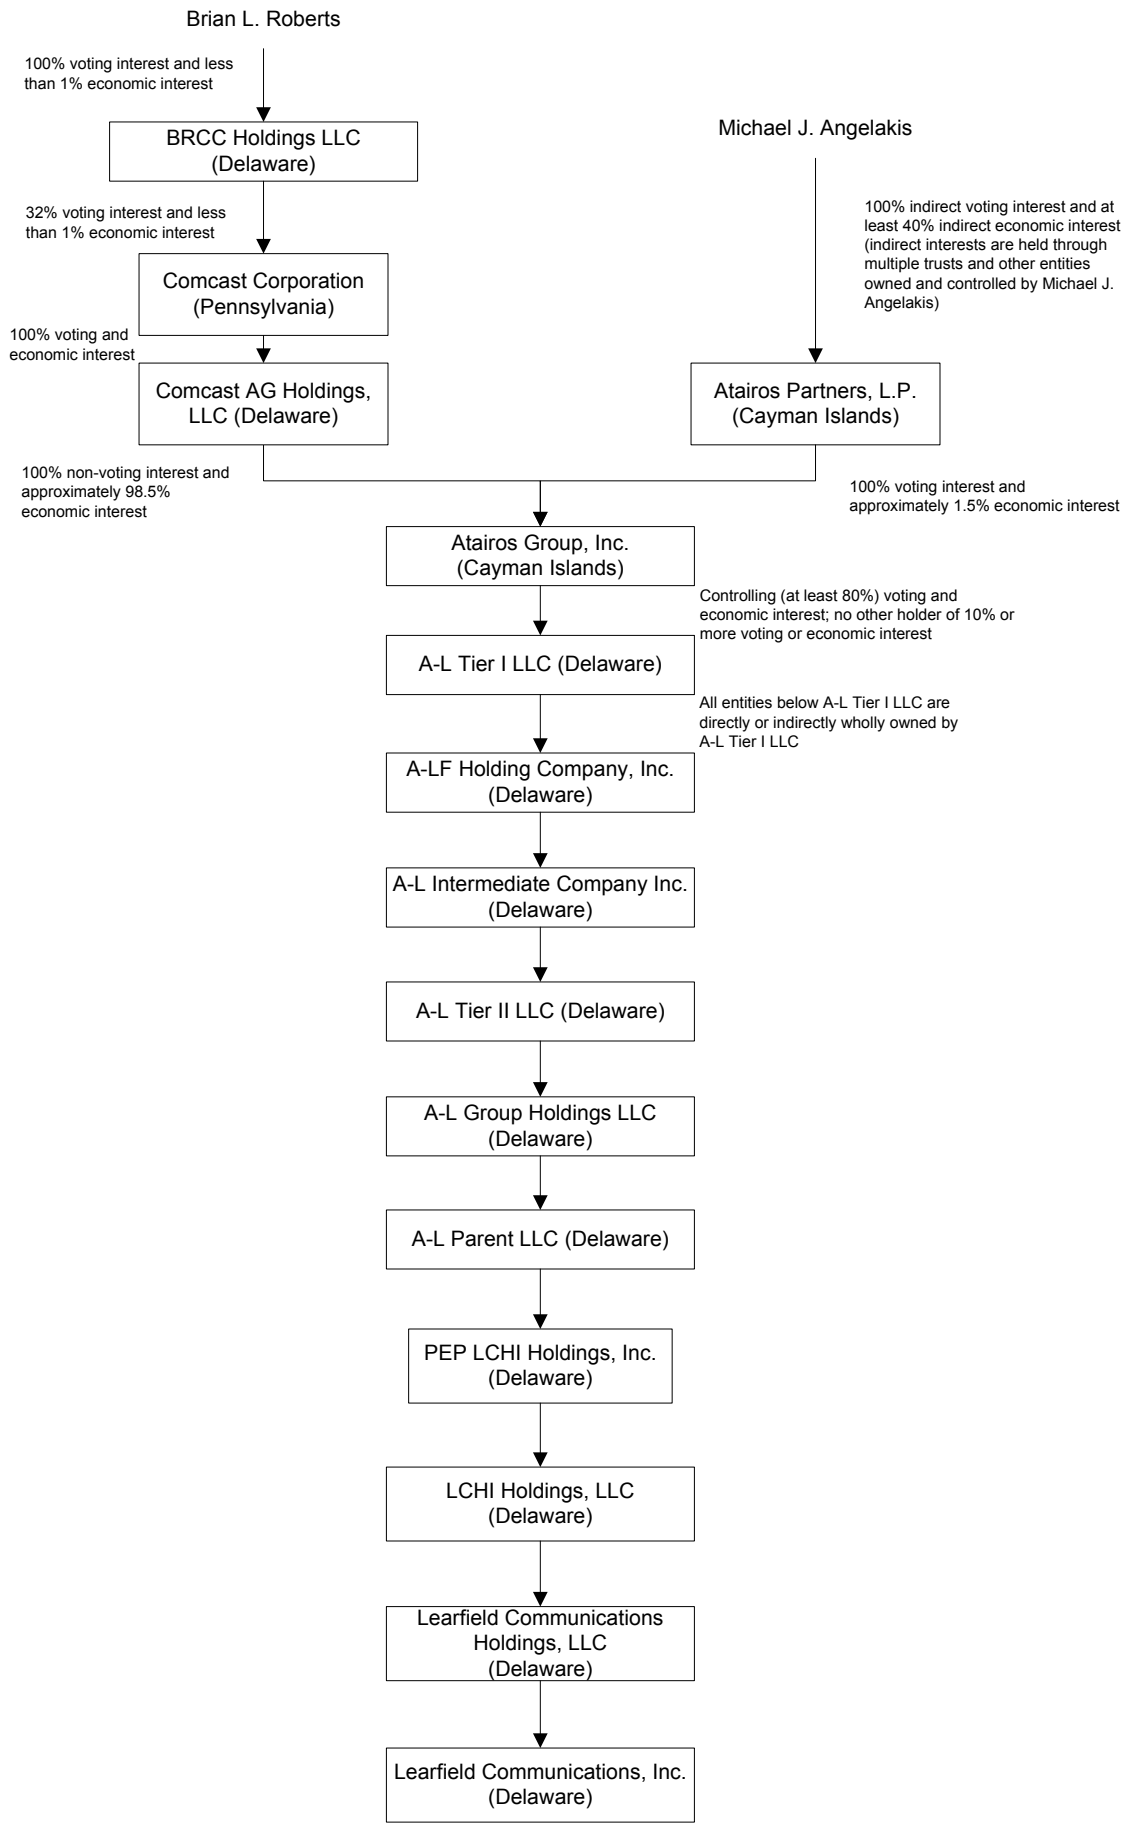 Brian L. Roberts
100% voting interest and less
than 1% economic interest
BRCC Holdings LLC
(Delaware)
Michael J. Angelakis
32% voting interest and less
than 1% economic interest
100% indirect voting interest and at
least 40% indirect economic interest
(indirect interests are held through
multiple trusts and other entities
owned and controlled by Michael J.
Angelakis)
Comcast Corporation
(Pennsylvania)
100% voting and
economic interest
Comcast AG Holdings,
LLC (Delaware)
Atairos Partners, L.P.
(Cayman Islands)
100% non-voting interest and
approximately 98.5%
economic interest
100% voting interest and
approximately 1.5% economic interest
Atairos Group, Inc.
(Cayman Islands)
Controlling (at least 80%) voting and
economic interest; no other holder of 10% or
more voting or economic interest
A-L Tier I LLC (Delaware)
All entities below A-L Tier I LLC are
directly or indirectly wholly owned by
A-L Tier I LLC
A-LF Holding Company, Inc.
(Delaware)
A-L Intermediate Company Inc.
(Delaware)
A-L Tier II LLC (Delaware)
A-L Group Holdings LLC
(Delaware)
A-L Parent LLC (Delaware)
PEP LCHI Holdings, Inc.
(Delaware)
LCHI Holdings, LLC
(Delaware)
Learfield Communications
Holdings, LLC
(Delaware)
Learfield Communications, Inc.
(Delaware)